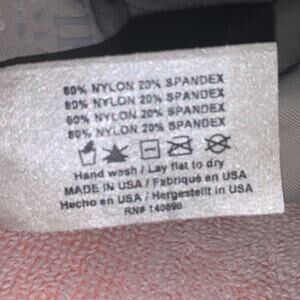 80% NYLON 20% SPANDEX
80% NYLON 20% SPANDEX
80% NYLON 20% SPANDEX
80% NYLON 20% SPANDEX
Hand wash / Lay flat to dry
MADE IN USA / Fabriqué en USA
Hecho en USA / Hergestellt in USA
RN# 140898